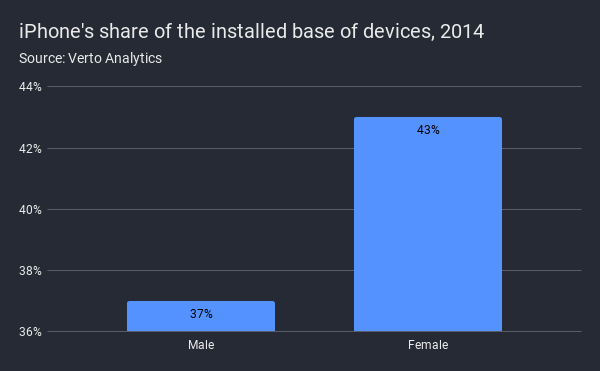 iPhone's share of the installed base of devices, 2014
Source: Verto Analytics
44%
43%
42%
40%
38%
37%
36%
Male Female